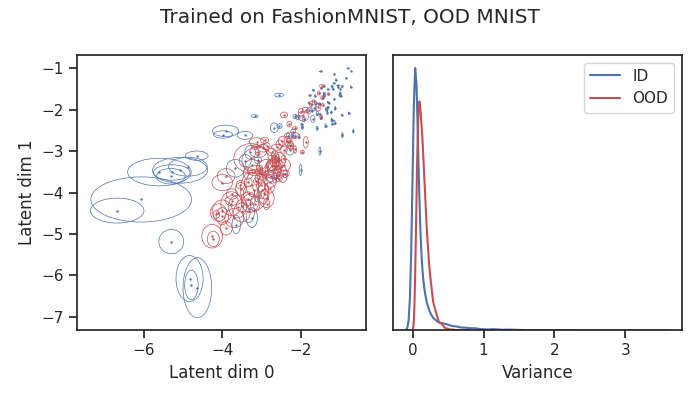 Trained on FashionMNIST, OOD MNIST
−1
−2
−3
−4
−5
−6
−7
Latent dim 1
−6 −4 −2
Latent dim 0
ID
OOD
0 1 2 3
Variance